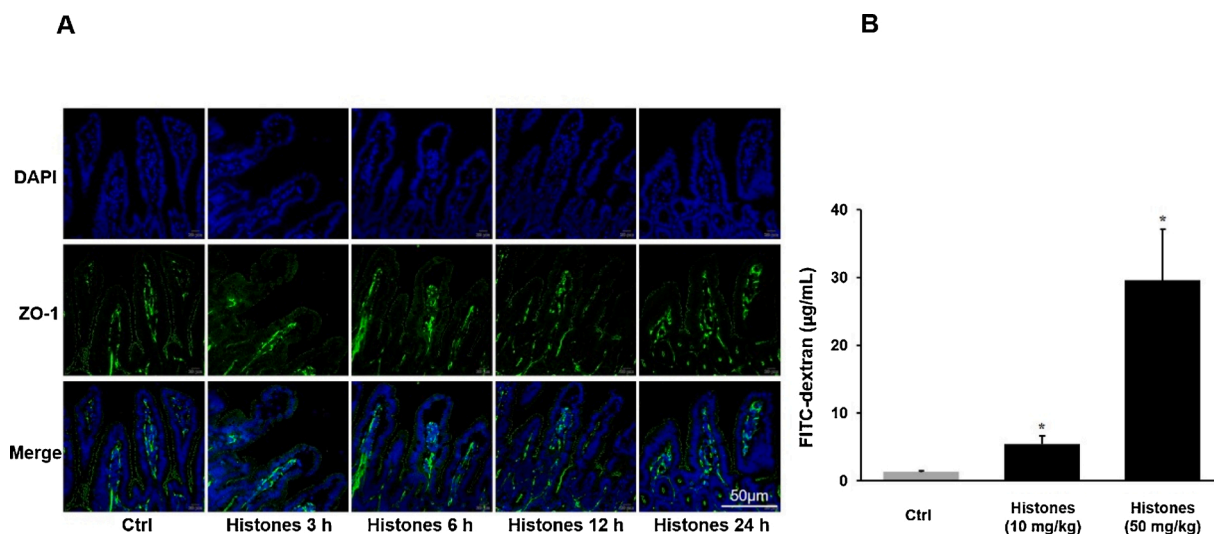 A
B
DAPI
ZO-1
Merge
50µm
Ctrl
Histones 3 h
Histones 6 h
Histones 12 h
Histones 24 h
FITC-dextran (µg/mL)
40
30
20
10
0
*
*
Ctrl
Histones
(10 mg/kg)
Histones
(50 mg/kg)